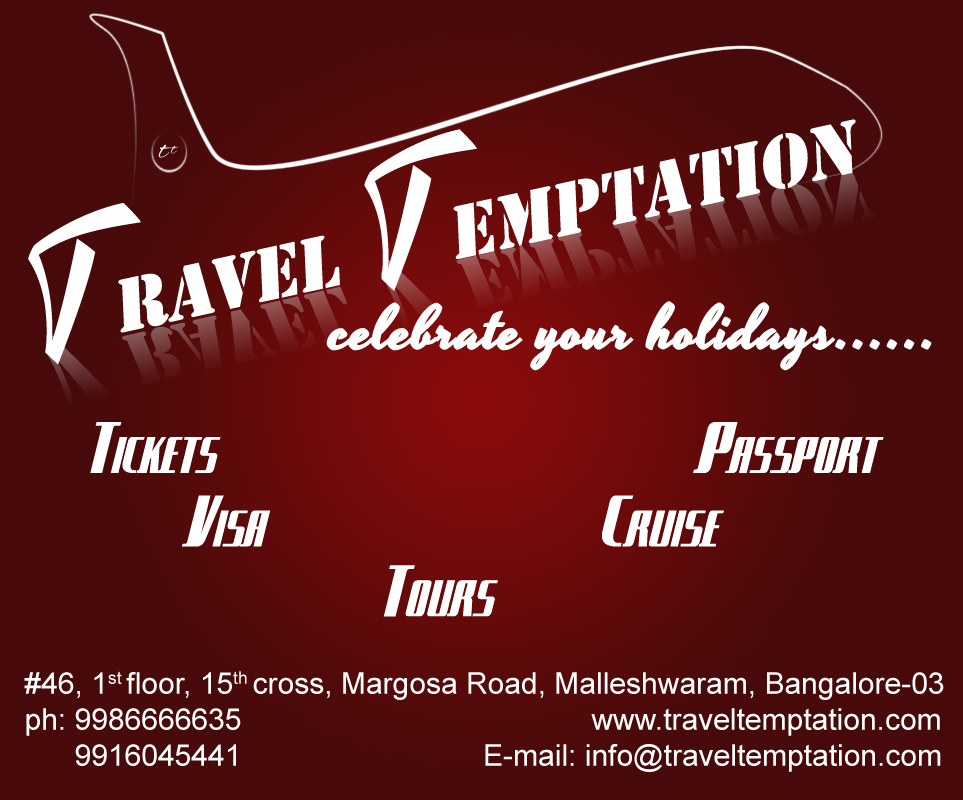 tt
Travel Temptation
celebrate your holidays......
Tickets Passport
Visa Cruise
Tours
#46, 1st floor, 15th cross, Margosa Road, Malleshwaram, Bangalore-03
ph: 9986666635 www.traveltemptation.com
9916045441 E-mail: info@traveltemptation.com